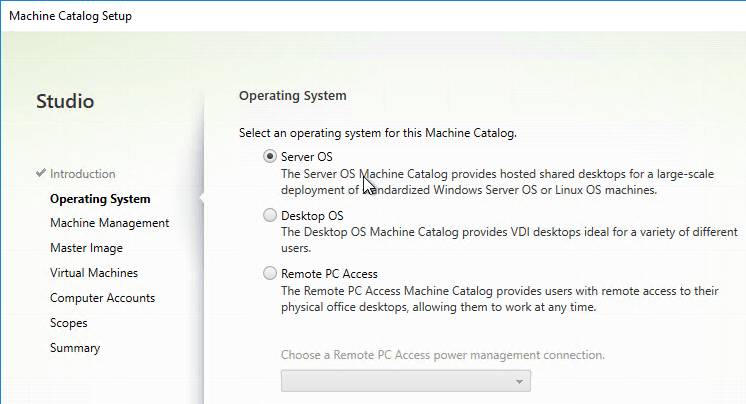 Machine Catalog Setup
Studio
Introduction
Operating System
Machine Management
Master Image
Virtual Machines
Computer Accounts
Scopes
Summary
Operating System
Select an operating system for this Machine Catalog.
Server OS
The Server OS Machine Catalog provides hosted shared desktops for a large-scale
deployment of standardized Windows Server OS or Linux OS machines.
Desktop OS
The Desktop OS Machine Catalog provides VDI desktops ideal for a variety of different
users.
Remote PC Access
The Remote PC Access Machine Catalog provides users with remote access to their
physical office desktops, allowing them to work at any time.
Choose a Remote PC Access power management connection.